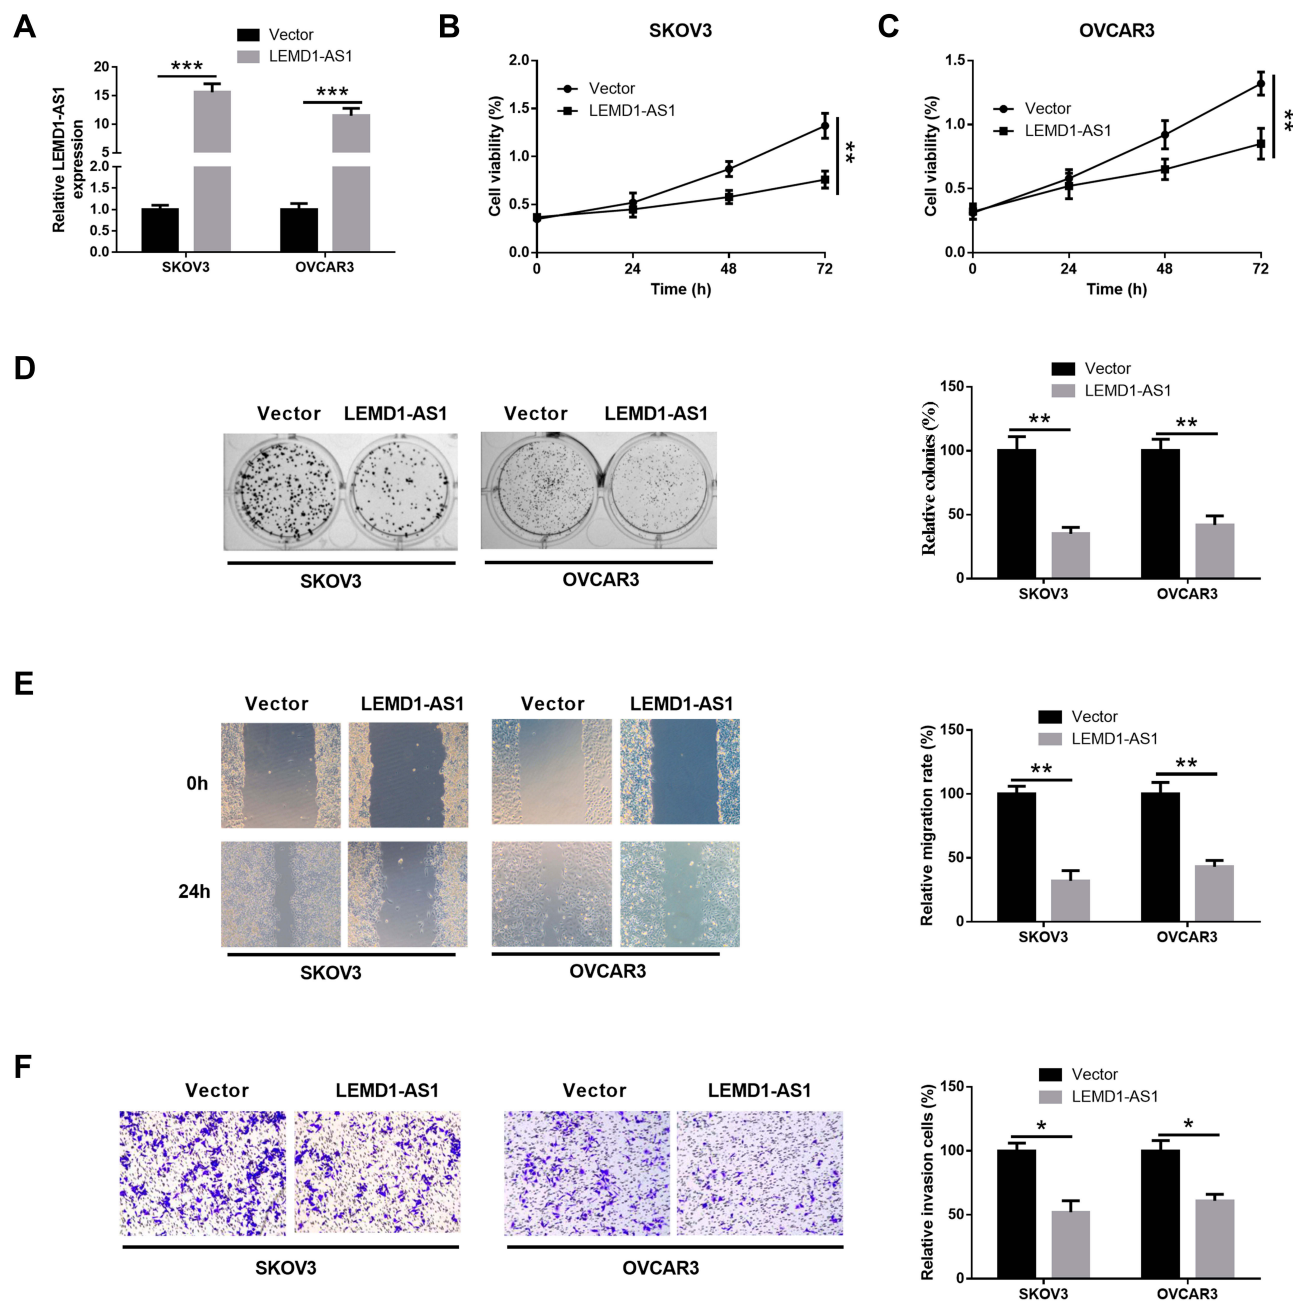 A
Vector
LEMD1-AS1
Relative LEMD1-AS1
expression
20
15
10
5
2.0
1.5
1.0
0.5
0.0
***
***
SKOV3
OVCAR3
B
SKOV3
Cell viability (%)
2.0
1.5
1.0
0.5
0.0
Vector
LEMD1-AS1
**
0
24
48
72
Time (h)
C
OVCAR3
Cell viability (%)
1.5
1.0
0.5
0.0
Vector
LEMD1-AS1
**
0
24
48
72
Time (h)
D
Vector
LEMD1-AS1
Vector
LEMD1-AS1
SKOV3
OVCAR3
Vector
LEMD1-AS1
Relative colonies (%)
150
100
50
0
**
**
SKOV3
OVCAR3
E
Vector
LEMD1-AS1
Vector
LEMD1-AS1
0h
24h
SKOV3
OVCAR3
Vector
LEMD1-AS1
Relative migration rate (%)
150
100
50
0
**
**
SKOV3
OVCAR3
F
Vector
LEMD1-AS1
Vector
LEMD1-AS1
SKOV3
OVCAR3
Vector
LEMD1-AS1
Relative invasion cells (%)
150
100
50
0
*
*
SKOV3
OVCAR3